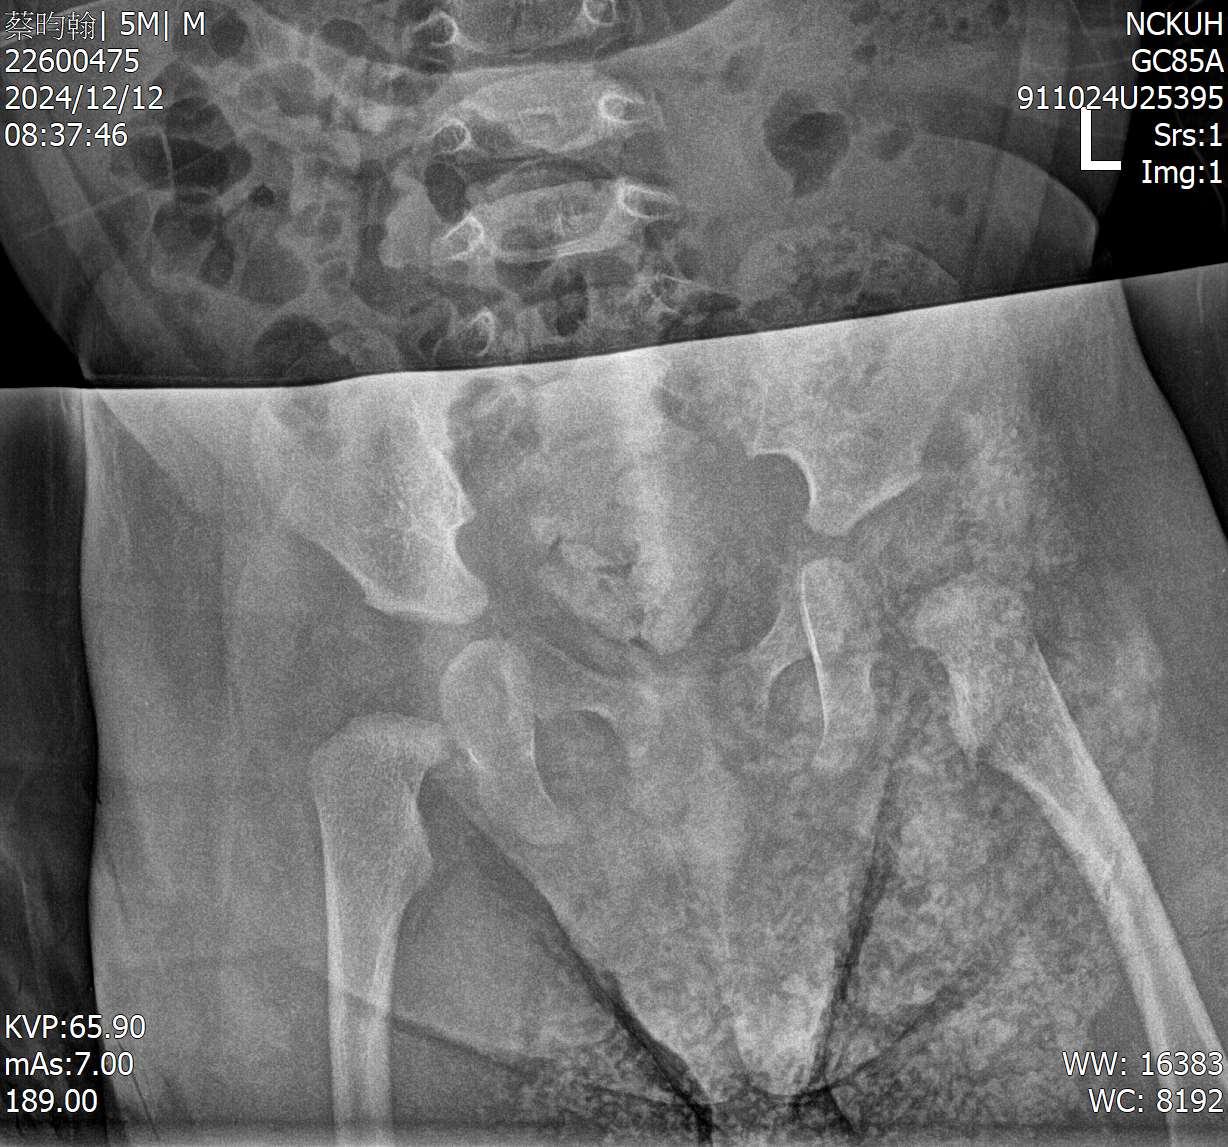 蔡昀翰| 5M| M
22600475
2024/12/12
08:37:46
NCKUH
GC85A
911024U25395
Srs:1
Img:1
L
KVP:65.90
mAs:7.00
189.00
WW: 16383
WC: 8192